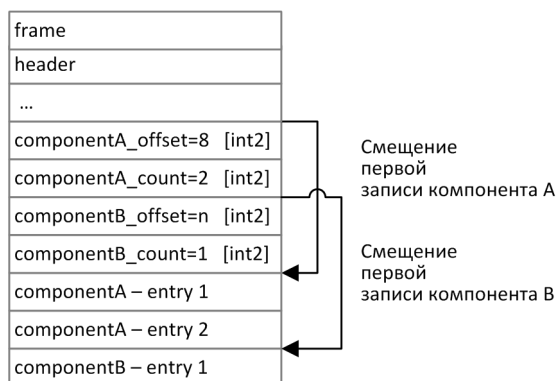 frame
header
...
componentA_offset=8 [int2]
componentA_count=2 [int2]
componentB_offset=n [int2]
componentB_count=1 [int2]
componentA – entry 1
componentA – entry 2
componentB – entry 1
Смещение
первой
записи компонента А
Смещение
первой
записи компонента В